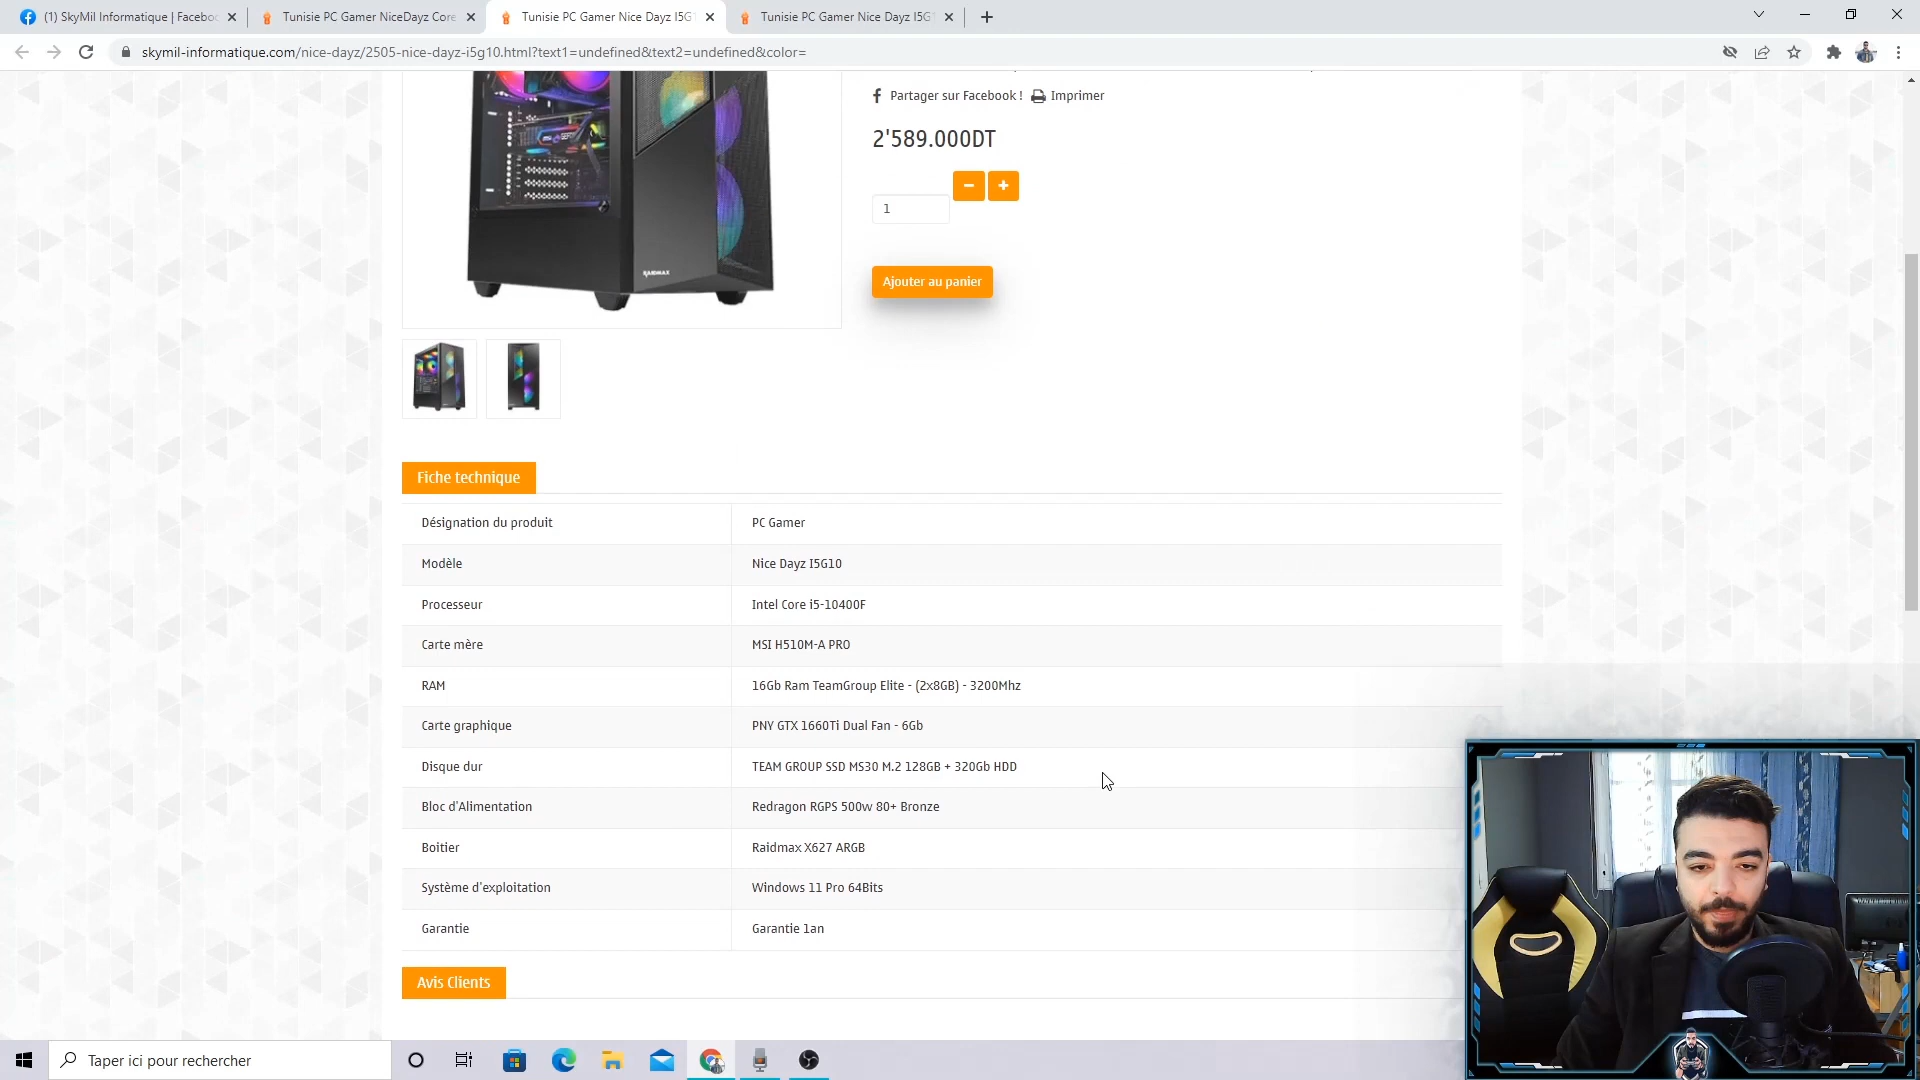 (1) SkyMil Informatique | Faceboo
Tunisie PC Gamer NiceDayz Core
Tunisie PC Gamer Nice Dayz I5G1
Tunisie PC Gamer Nice Dayz I5G1
skymil-informatique.com/nice-dayz/2505-nice-dayz-i5g10.html?text1=undefined&text2=undefined&color=
Partager sur Facebook ! Imprimer
2'589.000DT
1
Ajouter au panier
RAIDMAX
Fiche technique
Désignation du produit PC Gamer
Modèle Nice Dayz I5G10
Processeur Intel Core i5-10400F
Carte mère MSI H510M-A PRO
RAM 16Gb Ram TeamGroup Elite - (2x8GB) - 3200Mhz
Carte graphique PNY GTX 1660Ti Dual Fan - 6Gb
Disque dur TEAM GROUP SSD MS30 M.2 128GB + 320Gb HDD
Bloc d'Alimentation Redragon RGPS 500w 80+ Bronze
Boitier Raidmax X627 ARGB
Système d'exploitation Windows 11 Pro 64Bits
Garantie Garantie 1an
Avis Clients
Taper ici pour rechercher